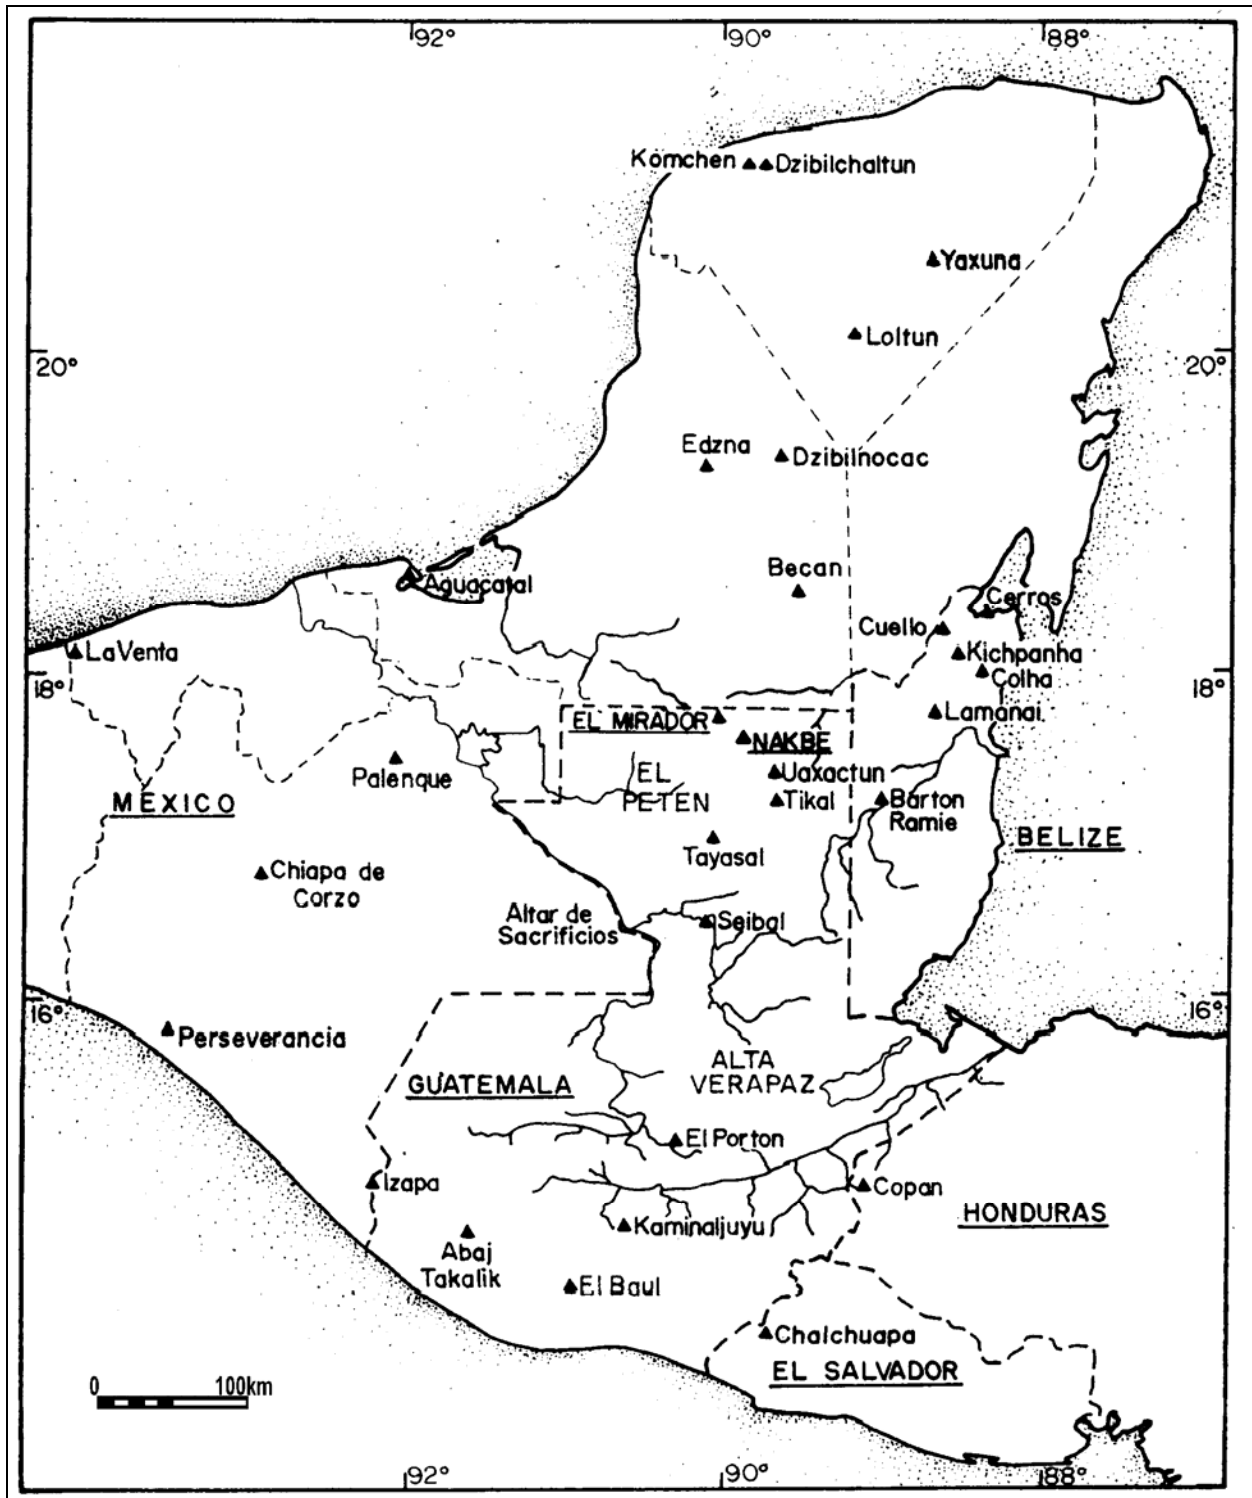 92°
90°
88°
Komchen
Dzibilchaltun
Yaxuna
Loltun
20°
20°
Edzna
Dzibilnocac
Becan
Aguacatal
Cerros
Cuello
La Venta
Kichpanha
Colha
18°
18°
Lamanai
EL MIRADOR
NAKBE
Palenque
EL
PETEN
Uaxactun
Tikal
Barton
Ramie
MEXICO
BELIZE
Tayasal
Chiapa de
Corzo
Altar de
Sacrificios
Seibal
16°
16°
Perseverancia
ALTA
VERAPAZ
GUATEMALA
El Porton
Izapa
Copan
HONDURAS
Kaminaljuyu
Abaj
Takalik
El Baul
Chalchuapa
EL SALVADOR
0
100km
92°
90°
88°